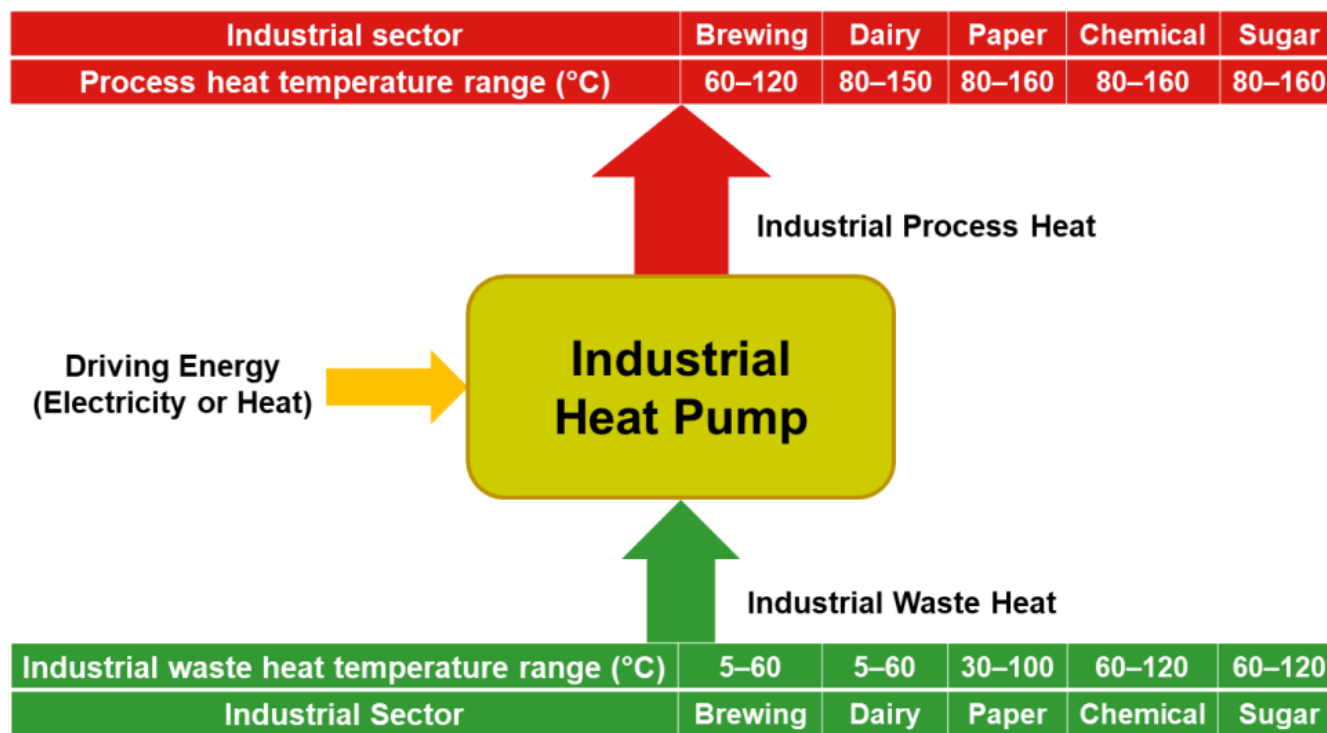 Industrial sector Brewing Dairy Paper Chemical Sugar
Process heat temperature range (°C) 60–120 80–150 80–160 80–160 80–160
Industrial Process Heat
Driving Energy
(Electricity or Heat)
Industrial
Heat Pump
Industrial Waste Heat
Industrial waste heat temperature range (°C) 5–60 5–60 30–100 60–120 60–120
Industrial Sector Brewing Dairy Paper Chemical Sugar